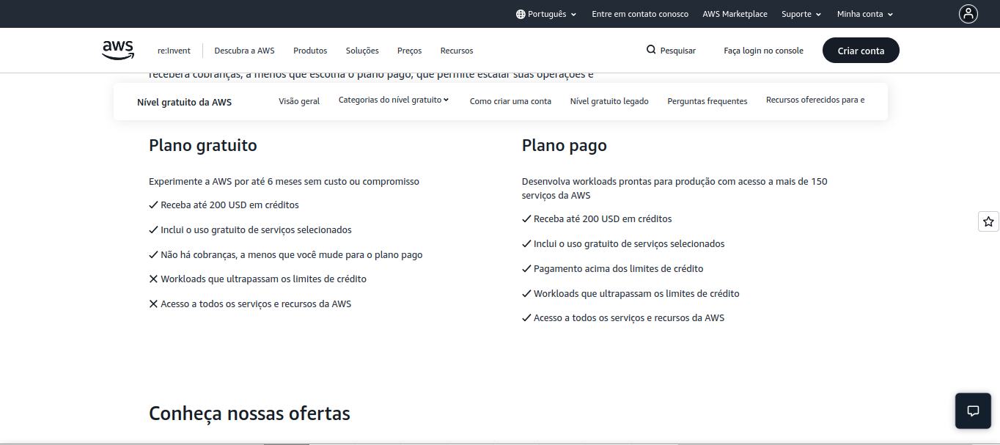 Português
Entre em contato conosco
AWS Marketplace
Suporte
Minha conta
aws
re:Invent
Descubra a AWS
Produtos
Soluções
Preços
Recursos
Pesquisar
Faça login no console
Criar conta
receberá cobranças, a menos que escolha o plano pago, que permite escalar suas operações e
Nível gratuito da AWS
Visão geral
Categorias do nível gratuito
Como criar uma conta
Nível gratuito legado
Perguntas frequentes
Recursos oferecidos para e
Plano gratuito
Experimente a AWS por até 6 meses sem custo ou compromisso
Receba até 200 USD em créditos
Inclui o uso gratuito de serviços selecionados
Não há cobranças, a menos que você mude para o plano pago
Workloads que ultrapassam os limites de crédito
Acesso a todos os serviços e recursos da AWS
Plano pago
Desenvolva workloads prontas para produção com acesso a mais de 150
serviços da AWS
Receba até 200 USD em créditos
Inclui o uso gratuito de serviços selecionados
Pagamento acima dos limites de crédito
Workloads que ultrapassam os limites de crédito
Acesso a todos os serviços e recursos da AWS
Conheça nossas ofertas